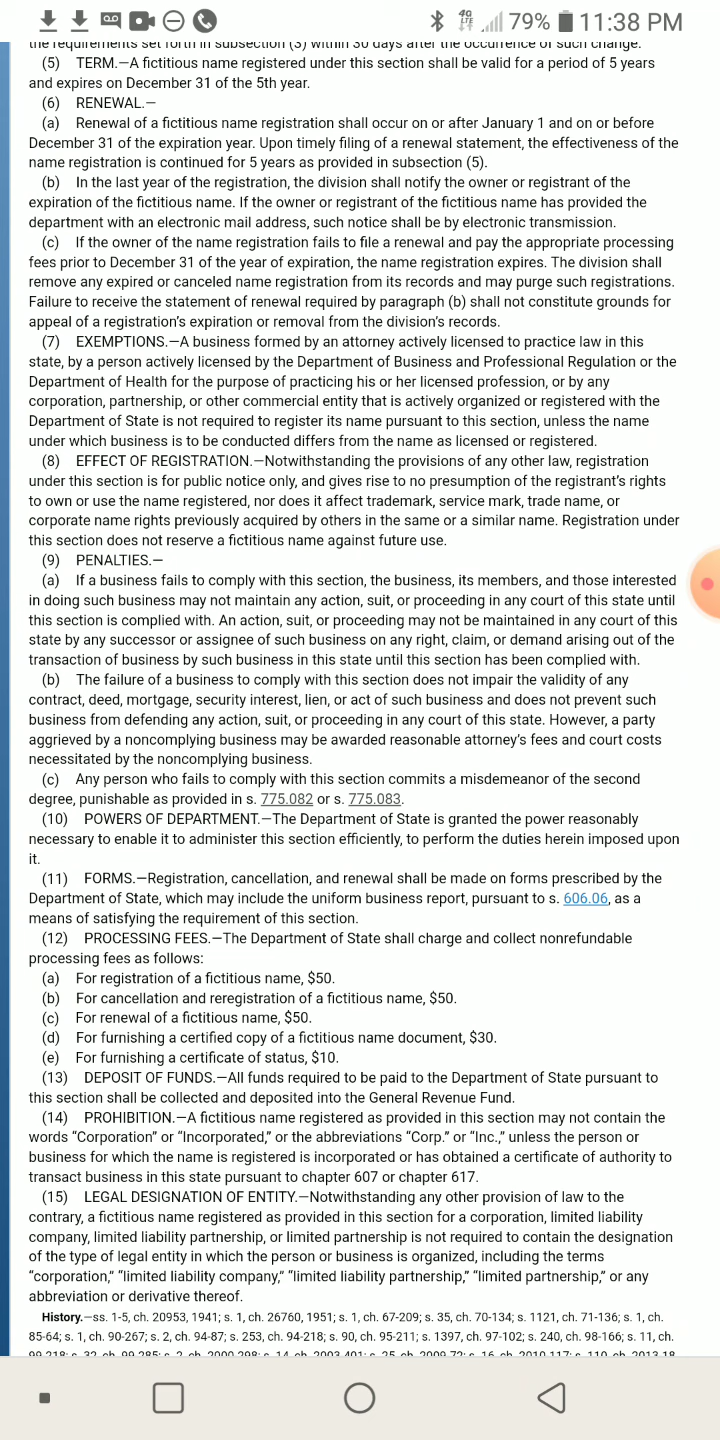 4G
LTE
79%
11:38 PM
the requirements set forth in subsection (3) within 30 days after the occurrence of such change.
(5) TERM.—A fictitious name registered under this section shall be valid for a period of 5 years
and expires on December 31 of the 5th year.
(6) RENEWAL.—
(a) Renewal of a fictitious name registration shall occur on or after January 1 and on or before
December 31 of the expiration year. Upon timely filing of a renewal statement, the effectiveness of the
name registration is continued for 5 years as provided in subsection (5).
(b) In the last year of the registration, the division shall notify the owner or registrant of the
expiration of the fictitious name. If the owner or registrant of the fictitious name has provided the
department with an electronic mail address, such notice shall be by electronic transmission.
(c) If the owner of the name registration fails to file a renewal and pay the appropriate processing
fees prior to December 31 of the year of expiration, the name registration expires. The division shall
remove any expired or canceled name registration from its records and may purge such registrations.
Failure to receive the statement of renewal required by paragraph (b) shall not constitute grounds for
appeal of a registration's expiration or removal from the division's records.
(7) EXEMPTIONS.—A business formed by an attorney actively licensed to practice law in this
state, by a person actively licensed by the Department of Business and Professional Regulation or the
Department of Health for the purpose of practicing his or her licensed profession, or by any
corporation, partnership, or other commercial entity that is actively organized or registered with the
Department of State is not required to register its name pursuant to this section, unless the name
under which business is to be conducted differs from the name as licensed or registered.
(8) EFFECT OF REGISTRATION.—Notwithstanding the provisions of any other law, registration
under this section is for public notice only, and gives rise to no presumption of the registrant's rights
to own or use the name registered, nor does it affect trademark, service mark, trade name, or
corporate name rights previously acquired by others in the same or a similar name. Registration under
this section does not reserve a fictitious name against future use.
(9) PENALTIES.—
(a) If a business fails to comply with this section, the business, its members, and those interested
in doing such business may not maintain any action, suit, or proceeding in any court of this state until
this section is complied with. An action, suit, or proceeding may not be maintained in any court of this
state by any successor or assignee of such business on any right, claim, or demand arising out of the
transaction of business by such business in this state until this section has been complied with.
(b) The failure of a business to comply with this section does not impair the validity of any
contract, deed, mortgage, security interest, lien, or act of such business and does not prevent such
business from defending any action, suit, or proceeding in any court of this state. However, a party
aggrieved by a noncomplying business may be awarded reasonable attorney's fees and court costs
necessitated by the noncomplying business.
(c) Any person who fails to comply with this section commits a misdemeanor of the second
degree, punishable as provided in s. 775.082 or s. 775.083.
(10) POWERS OF DEPARTMENT.—The Department of State is granted the power reasonably
necessary to enable it to administer this section efficiently, to perform the duties herein imposed upon
it.
(11) FORMS.—Registration, cancellation, and renewal shall be made on forms prescribed by the
Department of State, which may include the uniform business report, pursuant to s. 606.06, as a
means of satisfying the requirement of this section.
(12) PROCESSING FEES.—The Department of State shall charge and collect nonrefundable
processing fees as follows:
(a) For registration of a fictitious name, $50.
(b) For cancellation and reregistration of a fictitious name, $50.
(c) For renewal of a fictitious name, $50.
(d) For furnishing a certified copy of a fictitious name document, $30.
(e) For furnishing a certificate of status, $10.
(13) DEPOSIT OF FUNDS.—All funds required to be paid to the Department of State pursuant to
this section shall be collected and deposited into the General Revenue Fund.
(14) PROHIBITION.—A fictitious name registered as provided in this section may not contain the
words "Corporation" or "Incorporated," or the abbreviations "Corp." or "Inc.," unless the person or
business for which the name is registered is incorporated or has obtained a certificate of authority to
transact business in this state pursuant to chapter 607 or chapter 617.
(15) LEGAL DESIGNATION OF ENTITY.—Notwithstanding any other provision of law to the
contrary, a fictitious name registered as provided in this section for a corporation, limited liability
company, limited liability partnership, or limited partnership is not required to contain the designation
of the type of legal entity in which the person or business is organized, including the terms
"corporation," "limited liability company," "limited liability partnership," "limited partnership," or any
abbreviation or derivative thereof.
History.—ss. 1-5, ch. 20953, 1941; s. 1, ch. 26760, 1951; s. 1, ch. 67-209; s. 35, ch. 70-134; s. 1121, ch. 71-136; s. 1, ch.
85-64; s. 1, ch. 90-267; s. 2, ch. 94-87; s. 253, ch. 94-218; s. 90, ch. 95-211; s. 1397, ch. 97-102; s. 240, ch. 98-166; s. 11, ch.
99-218; s. 32, ch. 99-285; s. 2, ch. 2000-298; s. 14, ch. 2003-401; s. 25, ch. 2009-72; s. 16, ch. 2010-117; s. 110, ch. 2013-18